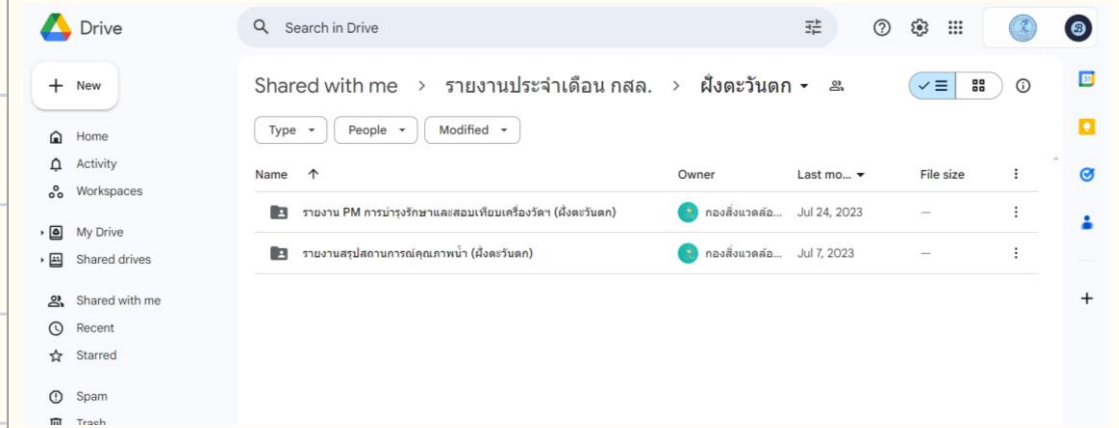 Drive
Search in Drive
New
Shared with me > รายงานประจำเดือน กสล. > ฝั่งตะวันตก
Type People Modified
Home
Activity
Workspaces
My Drive
Shared drives
Shared with me
Recent
Starred
Spam
Trash
Name Owner Last mo... File size
รายงาน PM การบำรุงรักษาและสอบเทียบเครื่องวัดฯ (ฝั่งตะวันตก) กองสิ่งแวดล้อ... Jul 24, 2023 —
รายงานสรุปสถานการณ์คุณภาพน้ำ (ฝั่งตะวันตก) กองสิ่งแวดล้อ... Jul 7, 2023 —
31